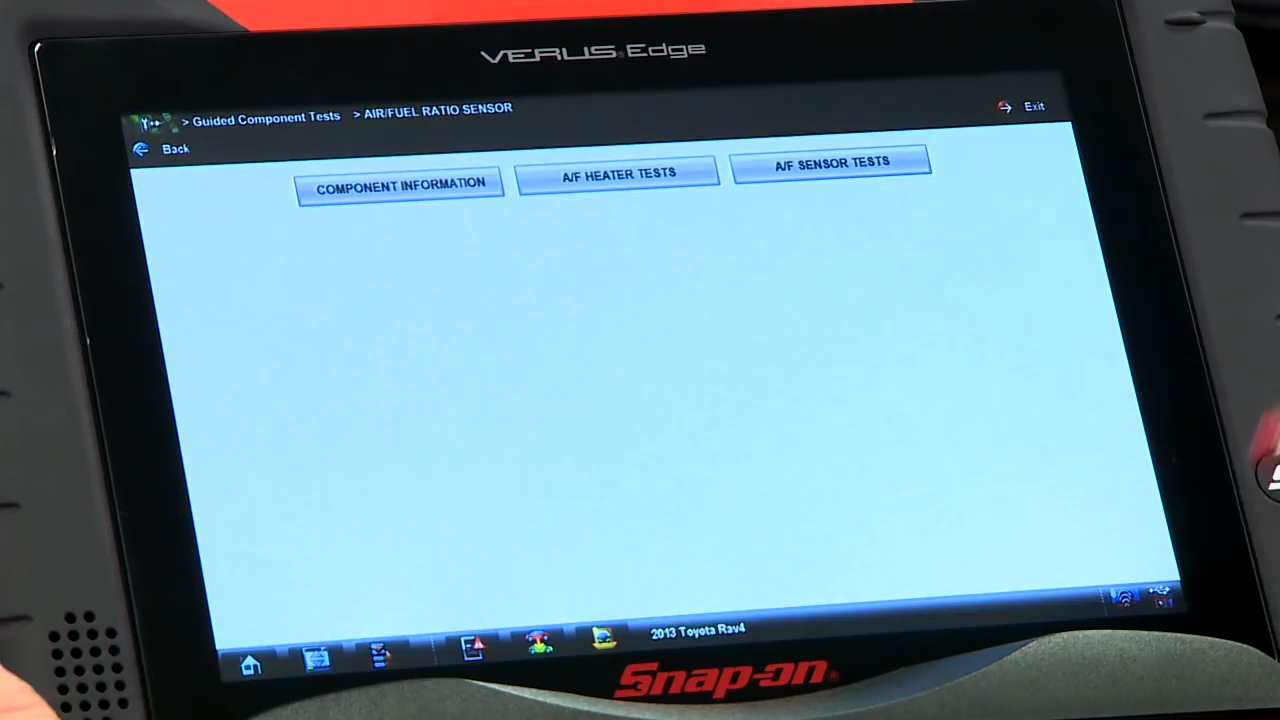 VERUS Edge
> Guided Component Tests > AIR/FUEL RATIO SENSOR
Exit
Back
COMPONENT INFORMATION A/F HEATER TESTS A/F SENSOR TESTS
2013 Toyota Rav4
Snap-on